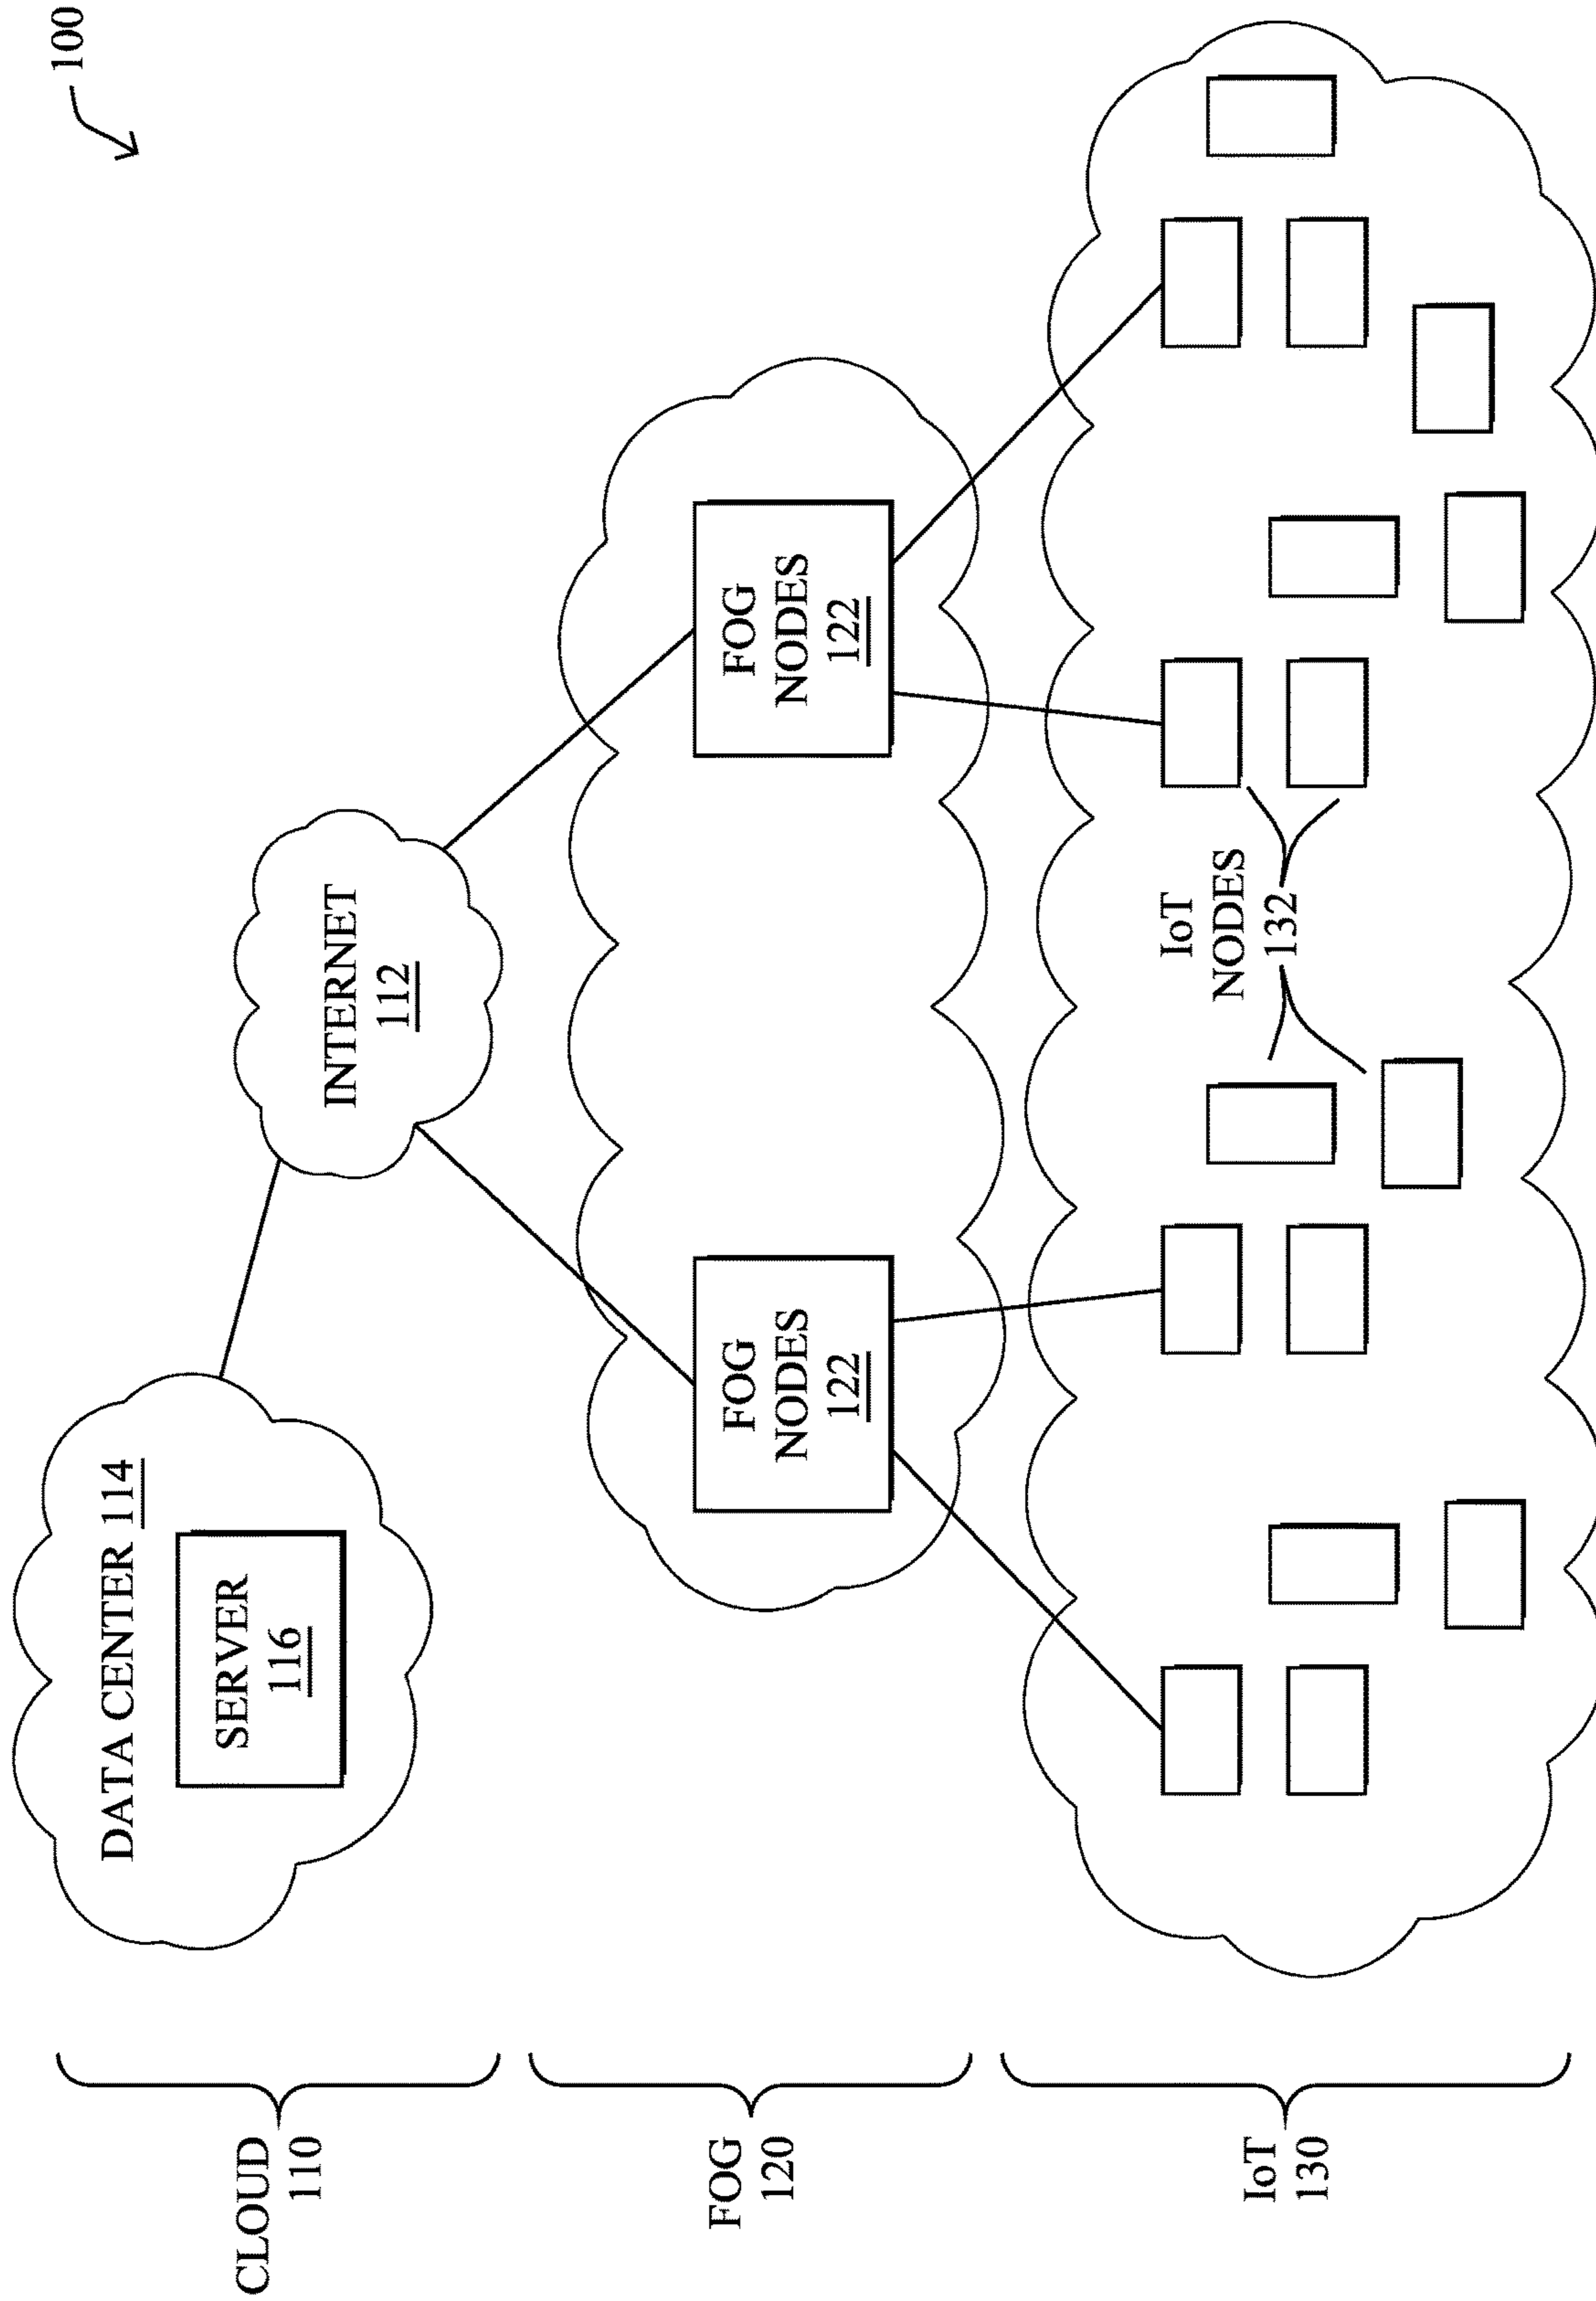 100
CLOUD
110
DATA CENTER 114
SERVER
116
INTERNET
112
FOG
120
FOG
NODES
122
FOG
NODES
122
IoT
130
IoT
NODES
132